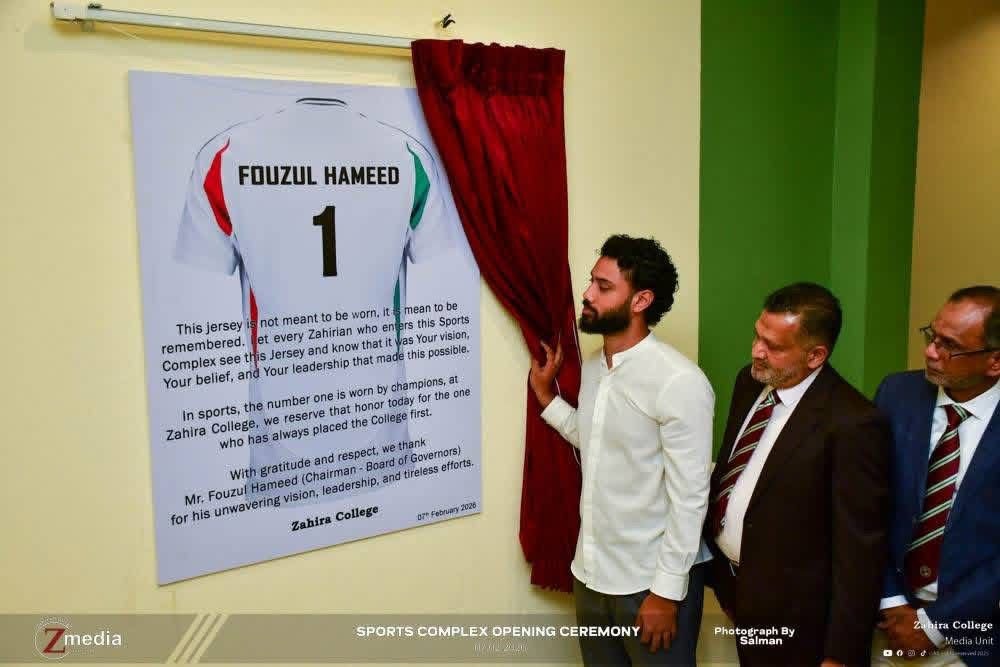 FOUZUL HAMEED
1
This jersey is not meant to be worn, it is mean to be
remembered. Let every Zahirian who enters this Sports
Complex see this Jersey and know that it was Your vision,
Your belief, and Your leadership that made this possible.
In sports, the number one is worn by champions, at
Zahira College, we reserve that honor today for the one
who has always placed the College first.
With gratitude and respect, we thank
Mr. Fouzul Hameed (Chairman - Board of Governors)
for his unwavering vision, leadership, and tireless efforts.
Zahira College
07th February 2026
Zmedia
SPORTS COMPLEX OPENING CEREMONY
07.02.2026
Photograph By
Salman
Zahira College
Media Unit